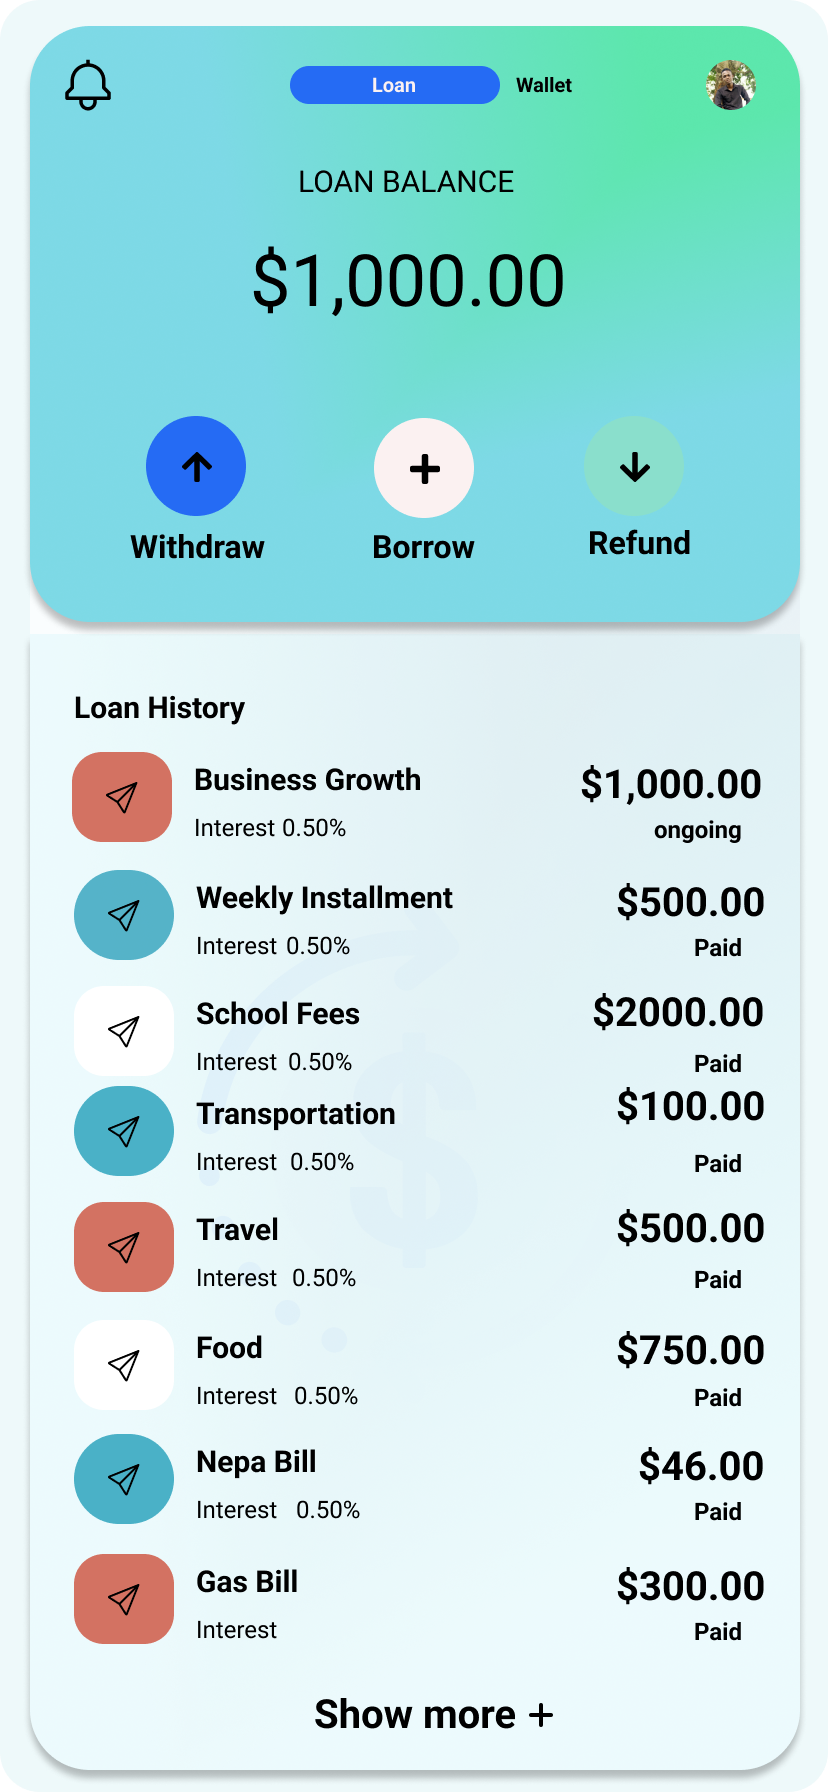 Loan Wallet
LOAN BALANCE
$1,000.00
Withdraw Borrow Refund
Loan History
Business Growth $1,000.00
Interest 0.50% ongoing
Weekly Installment $500.00
Interest 0.50% Paid
School Fees $2000.00
Interest 0.50% Paid
Transportation $100.00
Interest 0.50% Paid
Travel $500.00
Interest 0.50% Paid
Food $750.00
Interest 0.50% Paid
Nepa Bill $46.00
Interest 0.50% Paid
Gas Bill $300.00
Interest Paid
Show more +